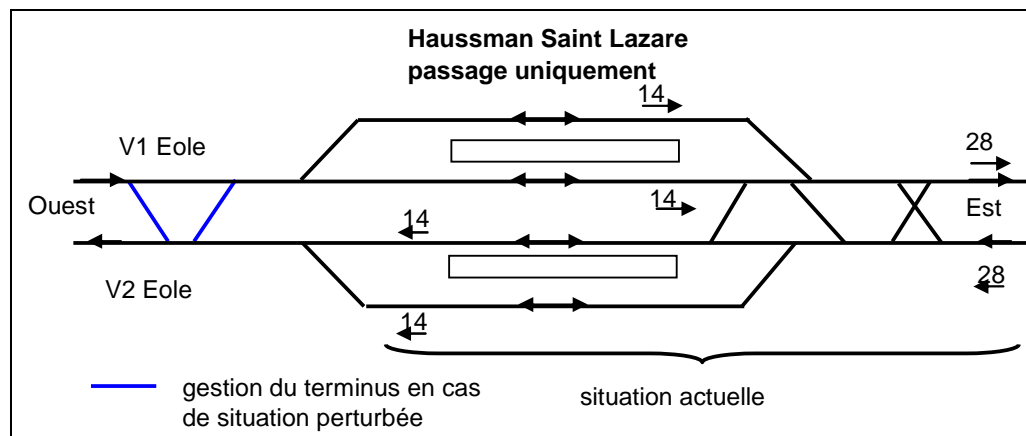 Haussman Saint Lazare
passage uniquement
14
V1 Eole
28
Ouest
14
14
Est
V2 Eole
28
14
gestion du terminus en cas
de situation perturbée
situation actuelle